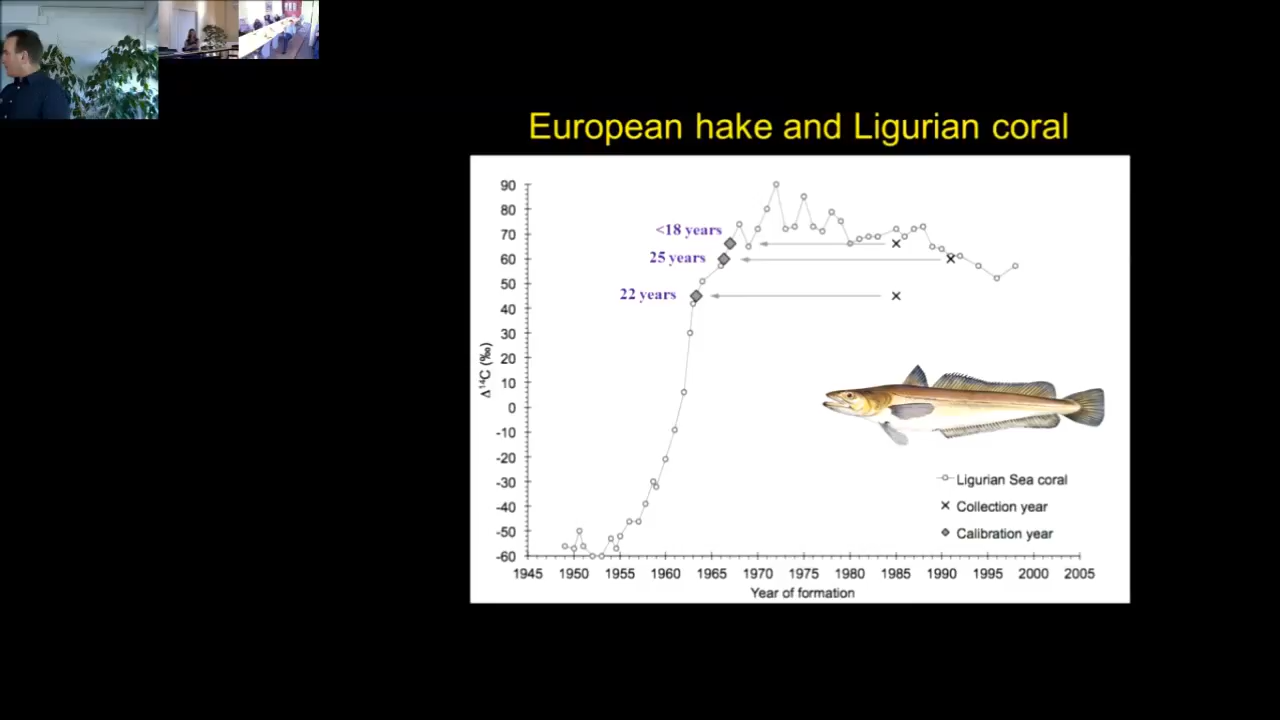 European hake and Ligurian coral
90
80
70
60
50
40
30
20
10
0
-10
-20
-30
-40
-50
-60
Δ¹⁴C (‰)
<18 years
25 years
22 years
Ligurian Sea coral
Collection year
Calibration year
1945 1950 1955 1960 1965 1970 1975 1980 1985 1990 1995 2000 2005
Year of formation